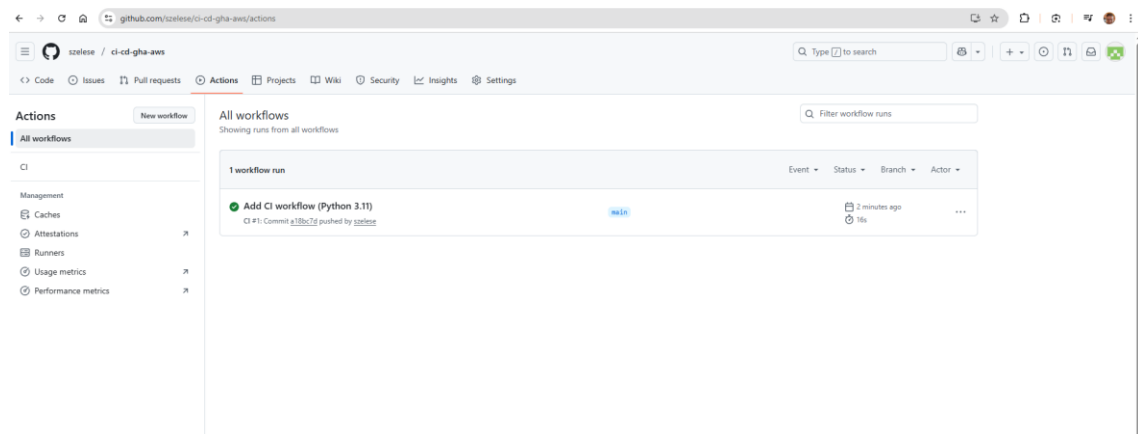 github.com/szelese/ci-cd-gha-aws/actions
szelese / ci-cd-gha-aws
Type / to search
Code Issues Pull requests Actions Projects Wiki Security Insights Settings
Actions
New workflow
All workflows
CI
Management
Caches
Attestations
Runners
Usage metrics
Performance metrics
All workflows
Showing runs from all workflows
Filter workflow runs
1 workflow run
Event Status Branch Actor
Add CI workflow (Python 3.11)
CI #1: Commit a18bc7d pushed by szelese
main
2 minutes ago
16s